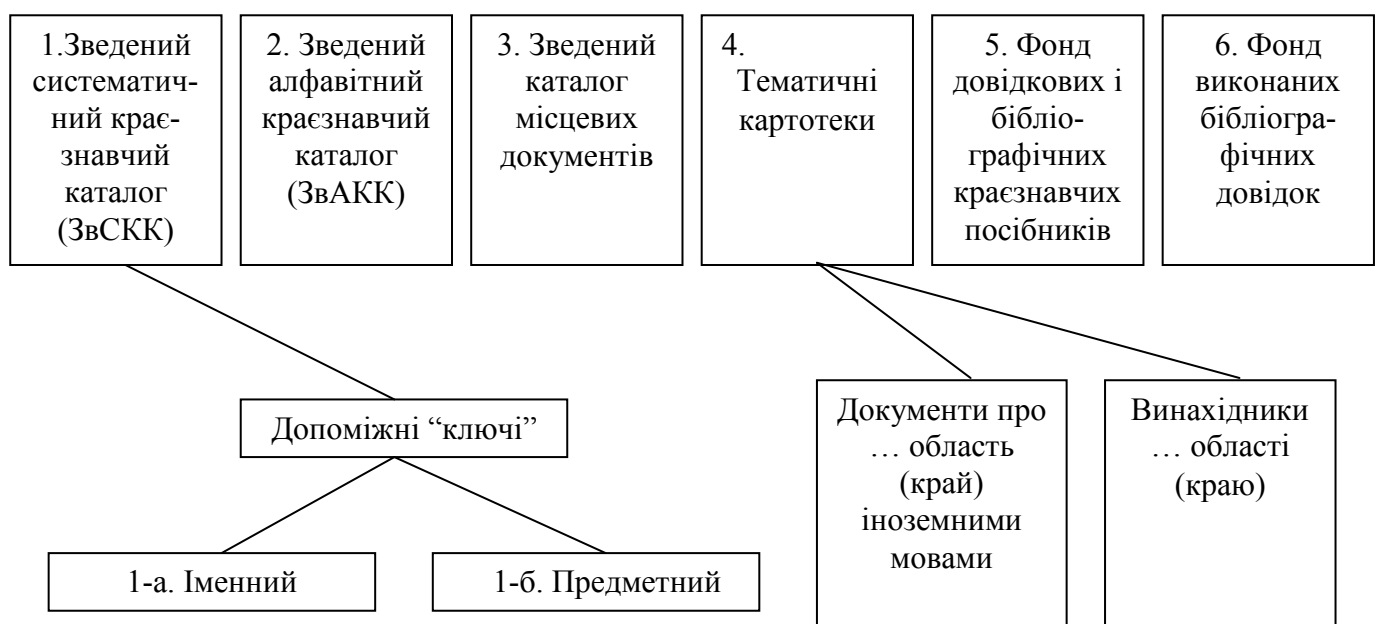 1.Зведений
системати­ч-
ний крає-
знавчий
каталог
(ЗвСКК)
2. Зведений
алфавітний
краєзнавчий
каталог
(ЗвАКК)
3. Зведений
каталог
місцевих
документів
4.
Тематичні
картотеки
5. Фонд
довідкових і
бібліо-
графічних
краєзнавчих
посібників
6. Фонд
виконаних
бібліогра-
фічних
довідок
Допоміжні “ключі”
1-а. Іменний
1-б. Предметний
Документи про
… область
(край)
іноземними
мовами
Винахідники
… області
(краю)